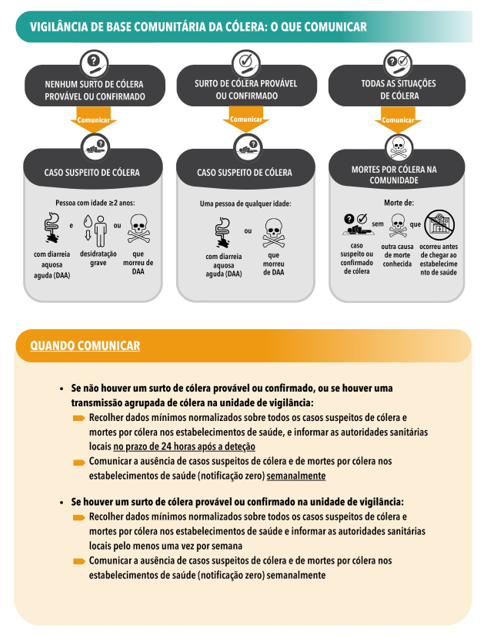 VIGILÂNCIA DE BASE COMUNITÁRIA DA CÓLERA: O QUE COMUNICAR
NENHUM SURTO DE CÓLERA
PROVÁVEL OU CONFIRMADO
Comunicar
CASO SUSPEITO DE CÓLERA
Pessoa com idade ≥2 anos:
e
ou
com diarreia
aquosa
aguda (DAA)
desidratação
grave
que
morreu de
DAA
SURTO DE CÓLERA PROVÁVEL
OU CONFIRMADO
Comunicar
CASO SUSPEITO DE CÓLERA
Uma pessoa de qualquer idade:
ou
com diarreia
aquosa
aguda (DAA)
que
morreu
de DAA
TODAS AS SITUAÇÕES
DE CÓLERA
Comunicar
MORTES POR CÓLERA NA
COMUNIDADE
Morte de:
sem
que
caso
suspeito ou
confirmado
de cólera
outra causa
de morte
conhecida
ocorreu antes
de chegar ao
estabelecime
nto de saúde
QUANDO COMUNICAR
• Se não houver um surto de cólera provável ou confirmado, ou se houver uma
transmissão agrupada de cólera na unidade de vigilância:
Recolher dados mínimos normalizados sobre todos os casos suspeitos de cólera e
mortes por cólera nos estabelecimentos de saúde, e informar as autoridades sanitárias
locais no prazo de 24 horas após a deteção
Comunicar a ausência de casos suspeitos de cólera e de mortes por cólera nos
estabelecimentos de saúde (notificação zero) semanalmente
• Se houver um surto de cólera provável ou confirmado na unidade de vigilância:
Recolher dados mínimos normalizados sobre todos os casos suspeitos de cólera e
mortes por cólera nos estabelecimentos de saúde e informar as autoridades sanitárias
locais pelo menos uma vez por semana
Comunicar a ausência de casos suspeitos de cólera e de mortes por cólera nos
estabelecimentos de saúde (notificação zero) semanalmente